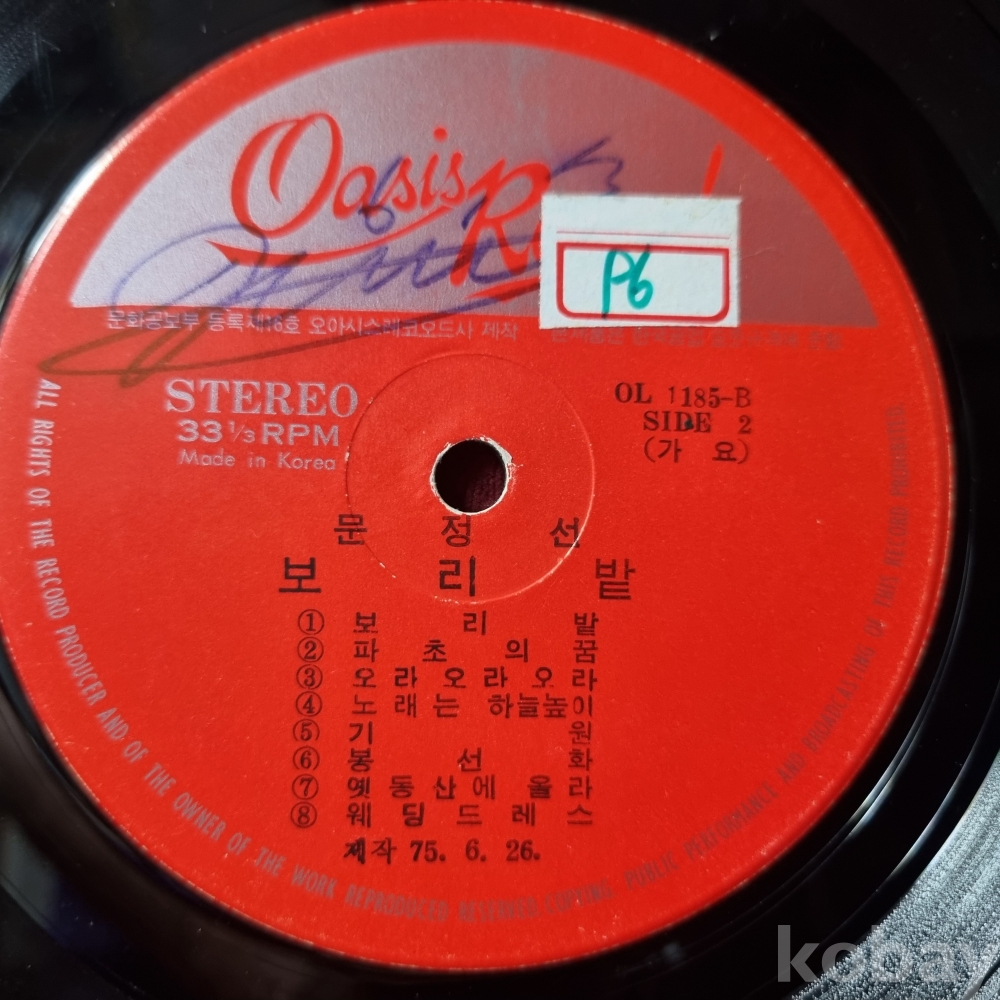 Oasis
P6
문화공보부 등록제16호 오아시스레코오드사 제작
STEREO
33 1/3 RPM
Made in Korea
OL 1185-B
SIDE 2
(가 요)
문 정 선
보 리 밭
① 보 리 밭
② 파 초 의 꿈
③ 오 라 오 라 오 라
④ 노 래 는 하늘높이
⑤ 기 원
⑥ 봉 선 화
⑦ 옛 동 산 에 올 라
⑧ 웨 딩 드 레 스
제작 75. 6. 26.
ALL RIGHTS OF THE RECORD PRODUCER AND OF THE OWNER OF THE WORK REPRODUCED RESERVED COPYING PUBLIC PERFORMANCE AND BROADCASTING OF THIS RECORD PROHIBITED
kobay